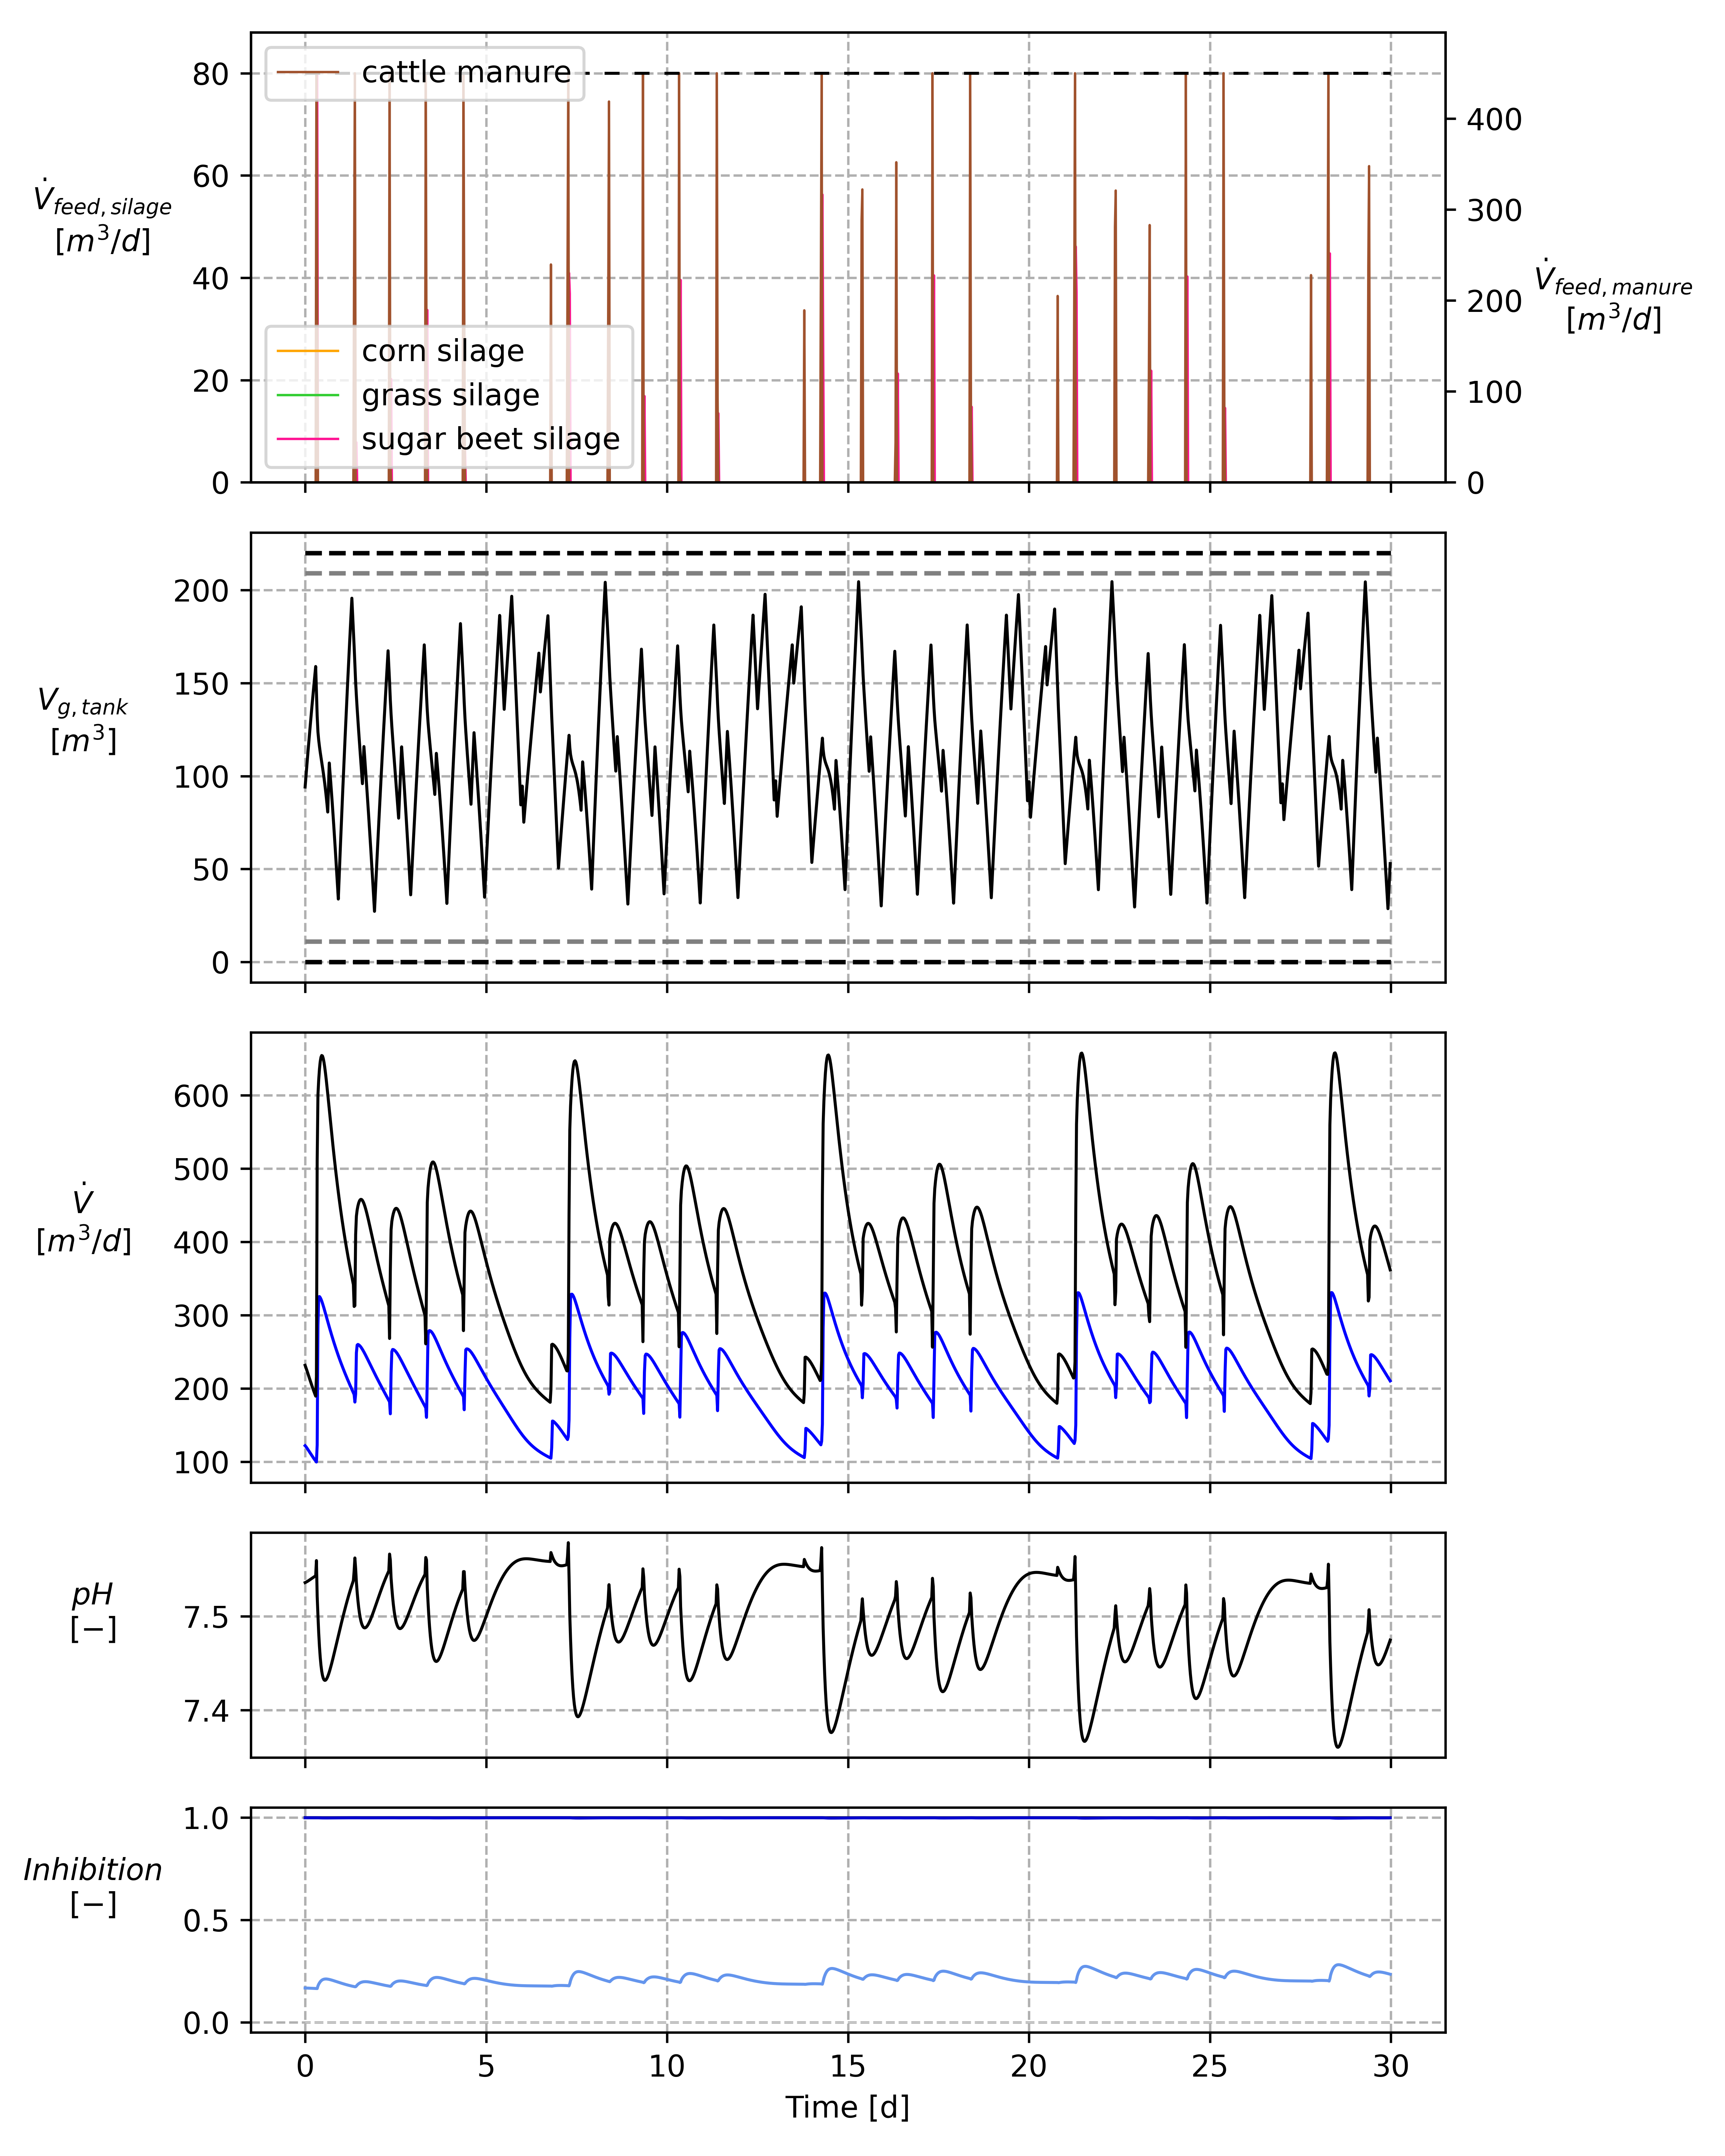 cattle manure
80
60
40
20
0
V̇feed, silage
[m³/d]
corn silage
grass silage
sugar beet silage
400
300
200
100
0
V̇feed, manure
[m³/d]
200
150
100
50
0
Vg, tank
[m³]
600
500
400
300
200
100
V̇
[m³/d]
7.5
7.4
pH
[−]
1.0
0.5
0.0
Inhibition
[−]
0 5 10 15 20 25 30
Time [d]